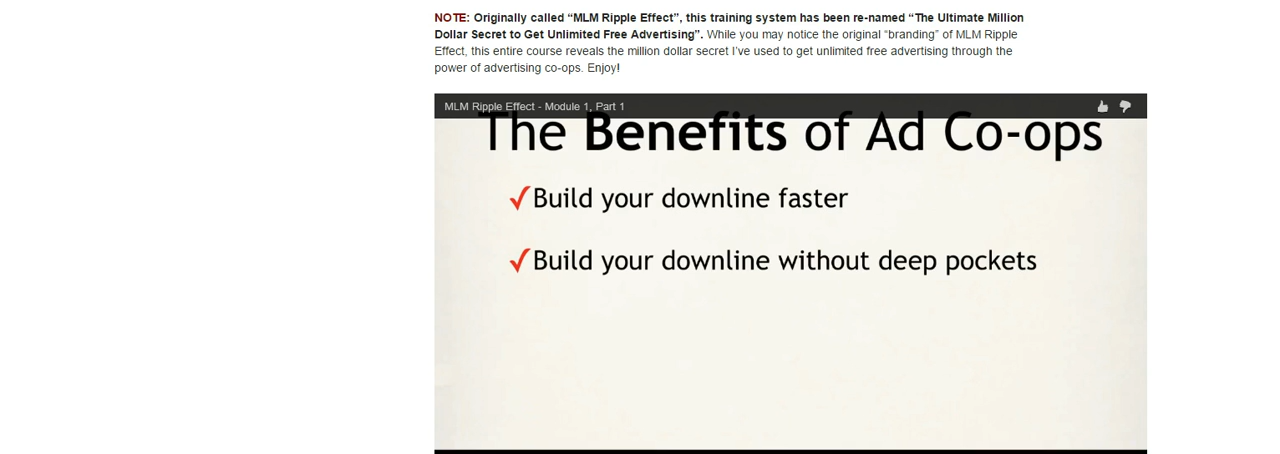 NOTE: Originally called “MLM Ripple Effect”, this training system has been re-named “The Ultimate Million
Dollar Secret to Get Unlimited Free Advertising”. While you may notice the original “branding” of MLM Ripple
Effect, this entire course reveals the million dollar secret I’ve used to get unlimited free advertising through the
power of advertising co-ops. Enjoy!
MLM Ripple Effect - Module 1, Part 1
The Benefits of Ad Co-ops
Build your downline faster
Build your downline without deep pockets